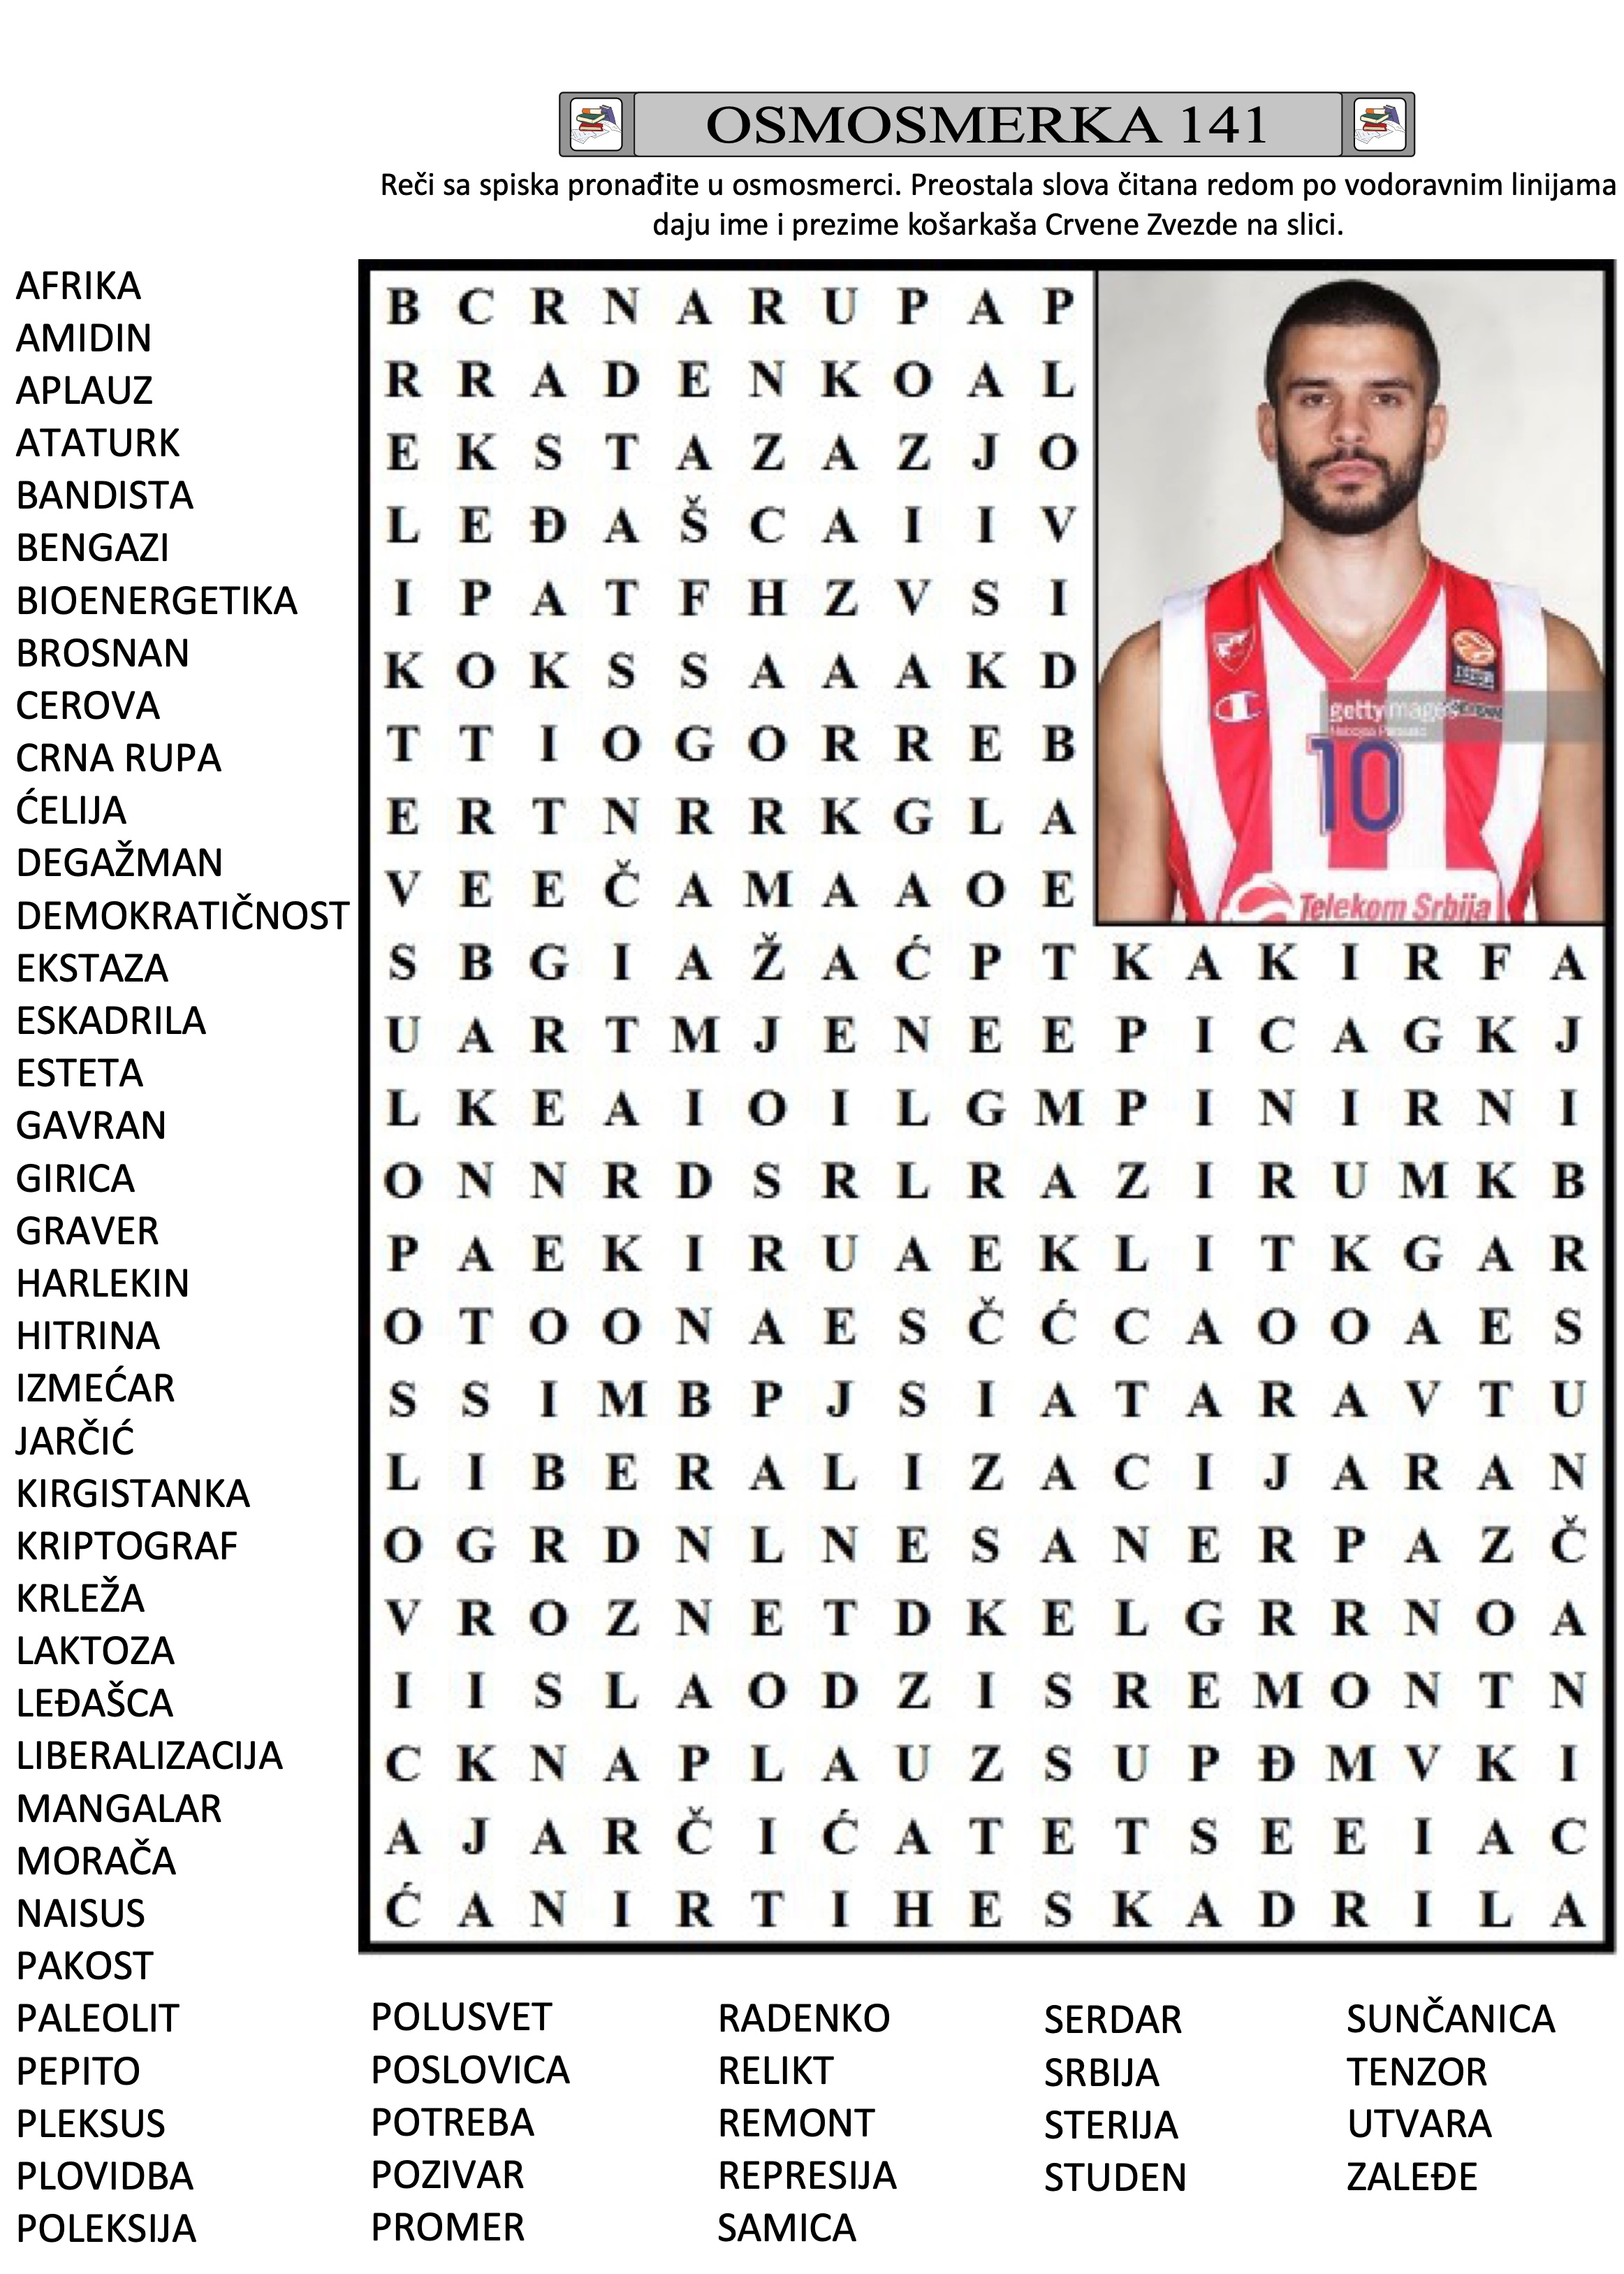 OSMOSMERKA 141
Reči sa spiska pronađite u osmosmerci. Preostala slova čitana redom po vodoravnim linijama
daju ime i prezime košarkaša Crvene Zvezde na slici.
AFRIKA
AMIDIN
APLAUZ
ATATURK
BANDISTA
BENGAZI
BIOENERGETIKA
BROSNAN
CEROVA
CRNA RUPA
ĆELIJA
DEGAŽMAN
DEMOKRATIČNOST
EKSTAZA
ESKADRILA
ESTETA
GAVRAN
GIRICA
GRAVER
HARLEKIN
HITRINA
IZMEĆAR
JARČIĆ
KIRGISTANKA
KRIPTOGRAF
KRLEŽA
LAKTOZA
LEĐAŠCA
LIBERALIZACIJA
MANGALAR
MORAČA
NAISUS
PAKOST
PALEOLIT
PEPITO
PLEKSUS
PLOVIDBA
POLEKSIJA
B C R N A R U P A P
R R A D E N K O A L
E K S T A Z A Z J O
L E Đ A Š C A I I V
I P A T F H Z V S I
K O K S S A A A K D
T T I O G O R R E B
E R T N R R K G L A
V E E Č A M A A O E
S B G I A Ž A Ć P T K A K I R F A
U A R T M J E N E E P I C A G K J
L K E A I O I L G M P I N I R N I
O N N R D S R L R A Z I R U M K B
P A E K I R U A E K L I T K G A R
O T O O N A E S Č Ć C A O O A E S
S S I M B P J S I A T A R A V T U
L I B E R A L I Z A C I J A R A N
O G R D N L N E S A N E R P A Z Č
V R O Z N E T D K E L G R R N O A
I I S L A O D Z I S R E M O N T N
C K N A P L A U Z S U P Đ M V K I
A J A R Č I Ć A T E T S E E I A C
Ć A N I R T I H E S K A D R I L A
gettyimages
10
Telekom Srbija
POLUSVET
POSLOVICA
POTREBA
POZIVAR
PROMER
RADENKO
RELIKT
REMONT
REPRESIJA
SAMICA
SERDAR
SRBIJA
STERIJA
STUDEN
SUNČANICA
TENZOR
UTVARA
ZALEĐE